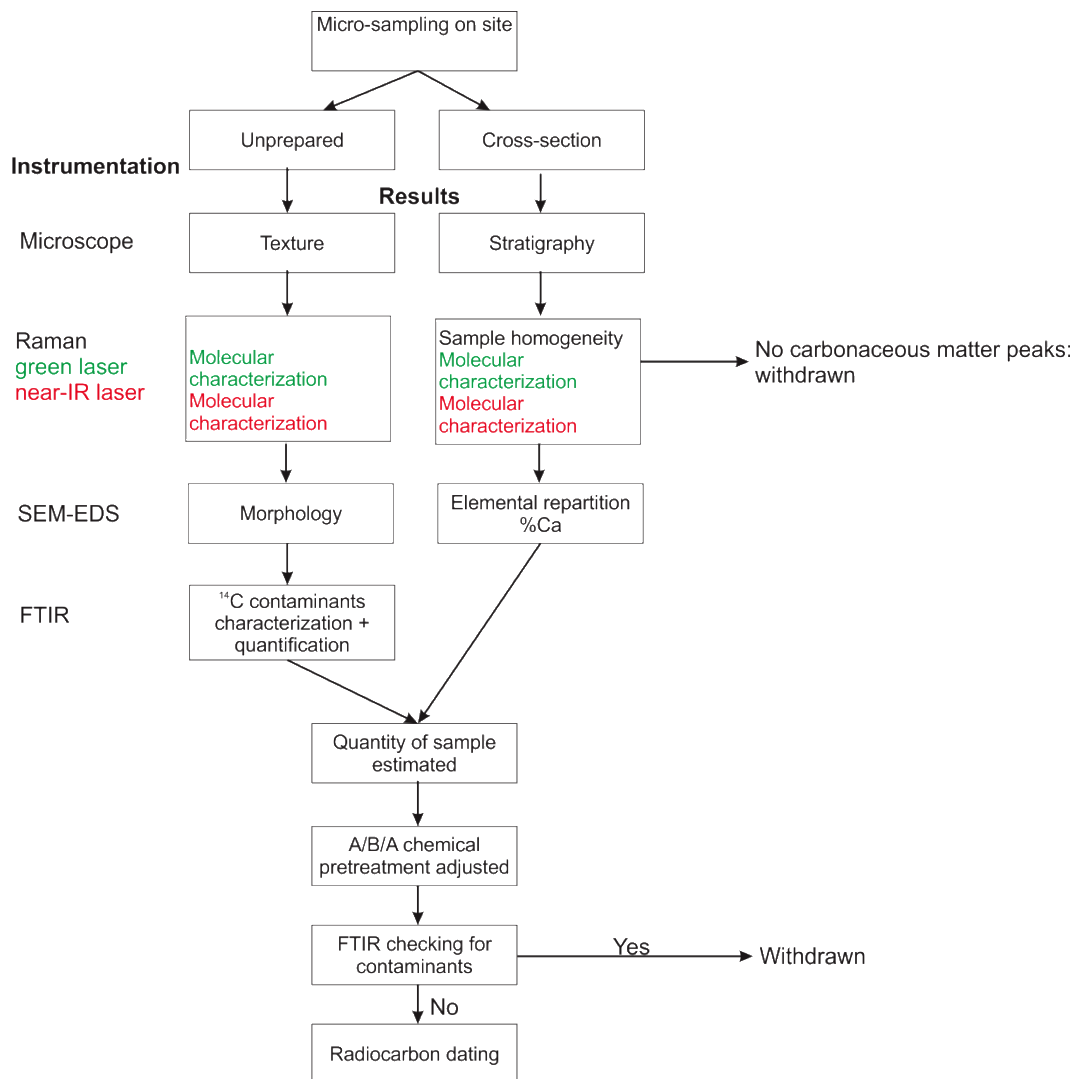 Micro-sampling on site
Unprepared
Cross-section
Instrumentation
Results
Microscope
Texture
Stratigraphy
Raman
green laser
near-IR laser
Molecular
characterization
Molecular
characterization
Sample homogeneity
Molecular
characterization
Molecular
characterization
No carbonaceous matter peaks:
withdrawn
SEM-EDS
Morphology
Elemental repartition
%Ca
FTIR
¹⁴C contaminants
characterization +
quantification
Quantity of sample
estimated
A/B/A chemical
pretreatment adjusted
FTIR checking for
contaminants
Yes
Withdrawn
No
Radiocarbon dating